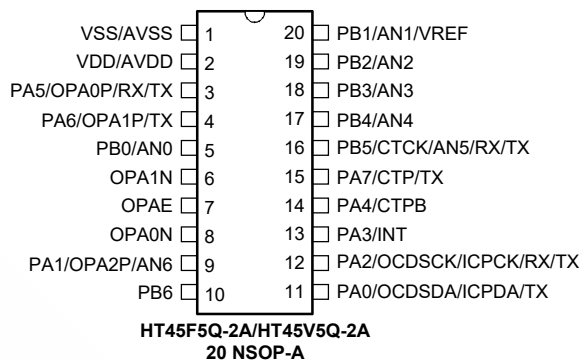 VSS/AVSS 1 20 PB1/AN1/VREF
VDD/AVDD 2 19 PB2/AN2
PA5/OPA0P/RX/TX 3 18 PB3/AN3
PA6/OPA1P/TX 4 17 PB4/AN4
PB0/AN0 5 16 PB5/CTCK/AN5/RX/TX
OPA1N 6 15 PA7/CTP/TX
OPAE 7 14 PA4/CTPB
OPA0N 8 13 PA3/INT
PA1/OPA2P/AN6 9 12 PA2/OCDSCK/ICPCK/RX/TX
PB6 10 11 PA0/OCDSDA/ICPDA/TX
HT45F5Q-2A/HT45V5Q-2A
20 NSOP-A